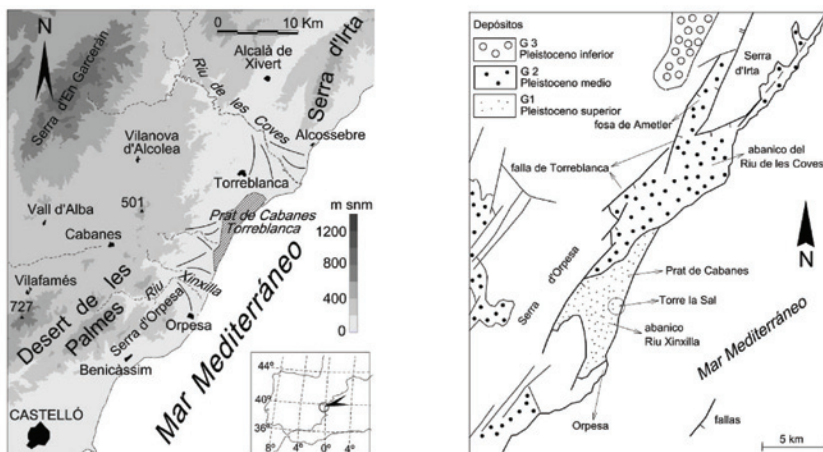 N
0
10 Km
Alcalà de
Xivert
Serra d'Irta
Serra d'En Garceràn
Riu de les Coves
Vilanova
d'Alcolea
Alcossebre
Torreblanca
501
Vall d'Alba
Prat de Cabanes
Torreblanca
m snm
1200
800
600
400
200
0
Cabanes
Vilafamés
727
Riu Xinxilla
Desert de les
Palmes
Serra d'Orpesa
Orpesa
Benicàssim
Mar Mediterráneo
CASTELLÓ
44º
40º
36º
8º
4º
0º
4º
Depósitos
G 3
Pleistoceno inferior
G 2
Pleistoceno medio
G1
Pleistoceno superior
Serra
d'Irta
fosa de Ametler
falla de Torreblanca
abanico del
Riu de les Coves
N
Prat de Cabanes
Serra d'Orpesa
Torre la Sal
abanico
Riu Xinxilla
Mar Mediterráneo
Orpesa
fallas
5 km